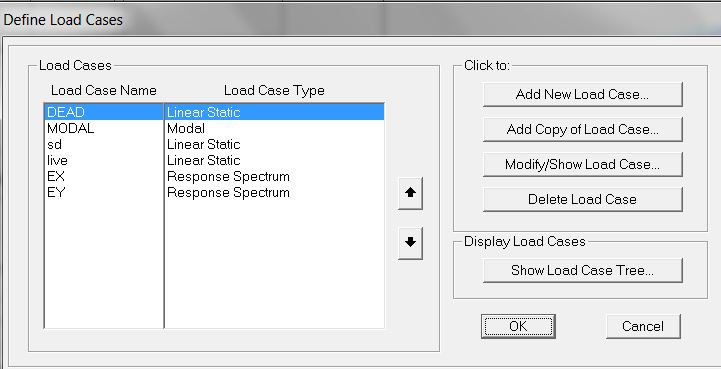 Define Load Cases
Load Cases
Load Case Name Load Case Type
DEAD Linear Static
MODAL Modal
sd Linear Static
live Linear Static
EX Response Spectrum
EY Response Spectrum
Click to:
Add New Load Case...
Add Copy of Load Case...
Modify/Show Load Case...
Delete Load Case
Display Load Cases
Show Load Case Tree...
OK Cancel